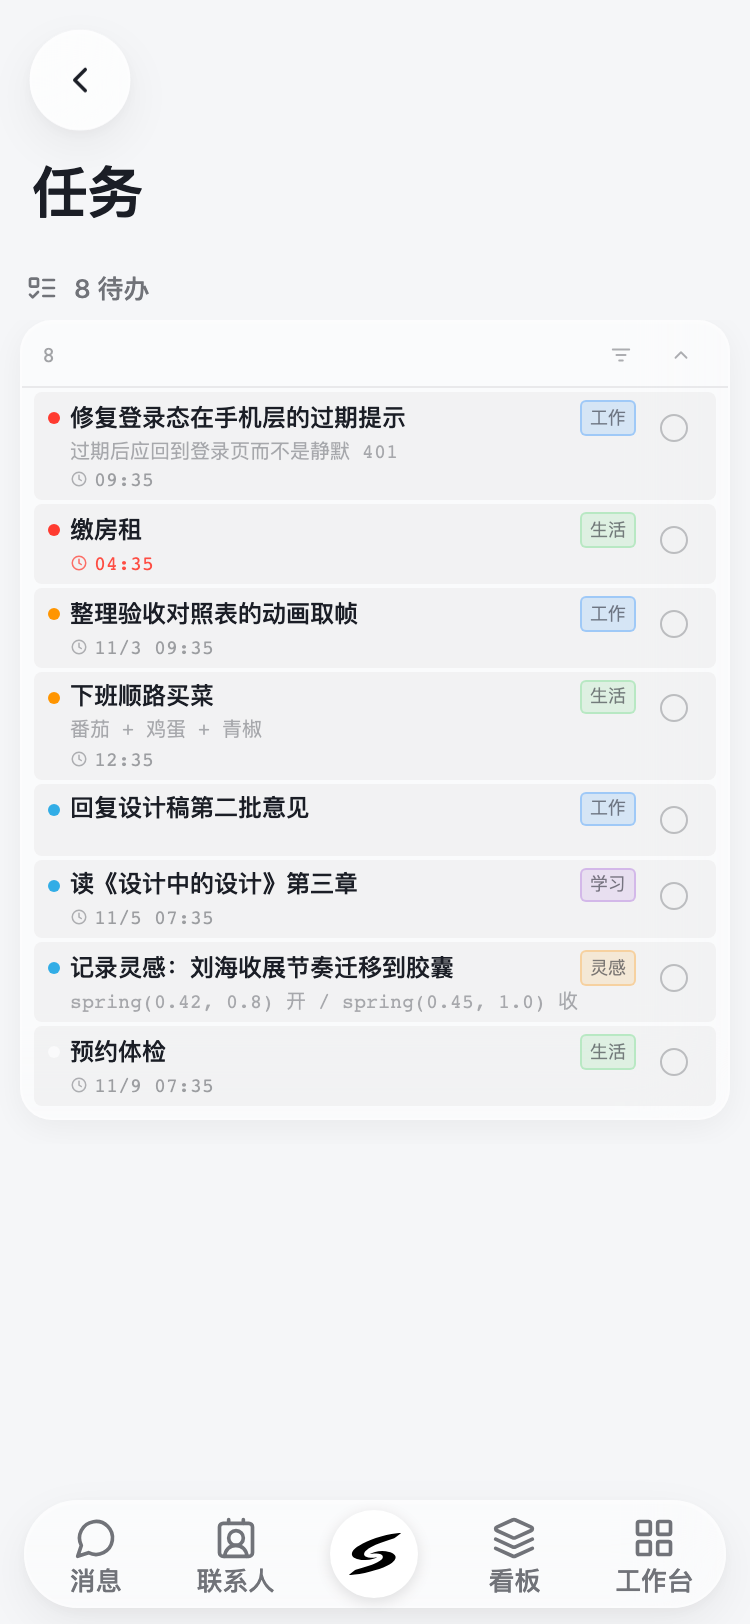 任务
8 待办
8
修复登录态在手机层的过期提示 工作
过期后应回到登录页而不是静默 401
09:35
缴房租 生活
04:35
整理验收对照表的动画取帧 工作
11/3 09:35
下班顺路买菜 生活
番茄 + 鸡蛋 + 青椒
12:35
回复设计稿第二批意见 工作
读《设计中的设计》第三章 学习
11/5 07:35
记录灵感：刘海收展节奏迁移到胶囊 灵感
spring(0.42, 0.8) 开 / spring(0.45, 1.0) 收
预约体检 生活
11/9 07:35
消息 联系人 看板 工作台